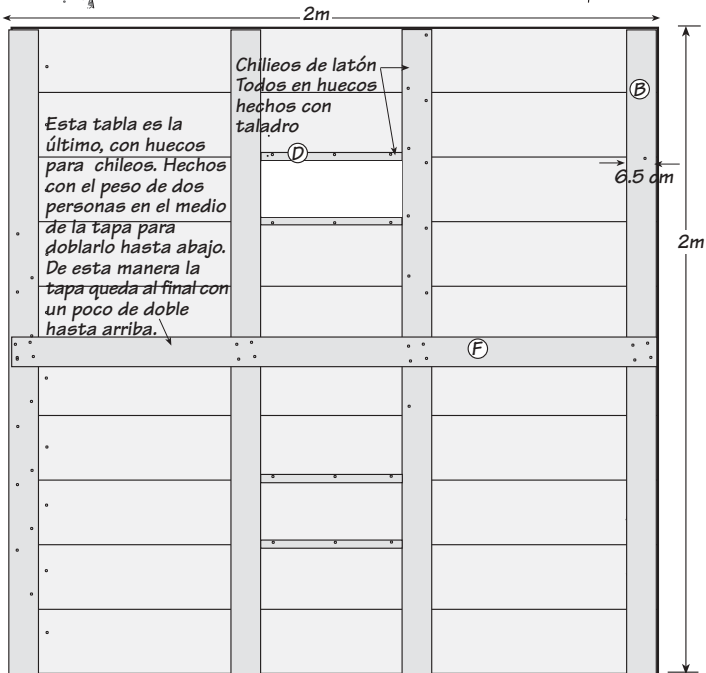 2m
Chilieos de latón
Todos en huecos
hechos con
taladro
B
Esta tabla es la
último, con huecos
para chileos. Hechos
con el peso de dos
personas en el medio
de la tapa para
doblarlo hasta abajo.
De esta manera la
tapa queda al final con
un poco de doble
hasta arriba.
D
6.5 cm
2m
F